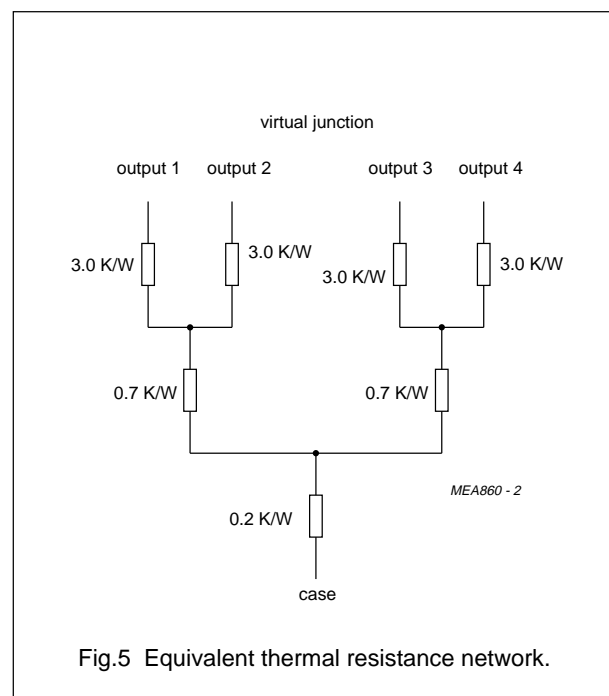 virtual junction
output 1 output 2 output 3 output 4
3.0 K/W 3.0 K/W 3.0 K/W 3.0 K/W
0.7 K/W 0.7 K/W
MEA860 - 2
0.2 K/W
case
Fig.5 Equivalent thermal resistance network.